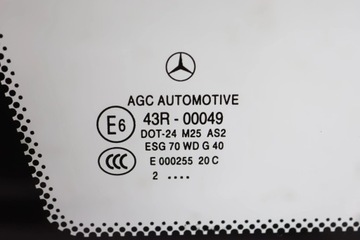 AGC AUTOMOTIVE
E6 43R - 00049
DOT-24 M25 AS2
ESG 70 WD G 40
CCC E 000255 20 C
2 ....